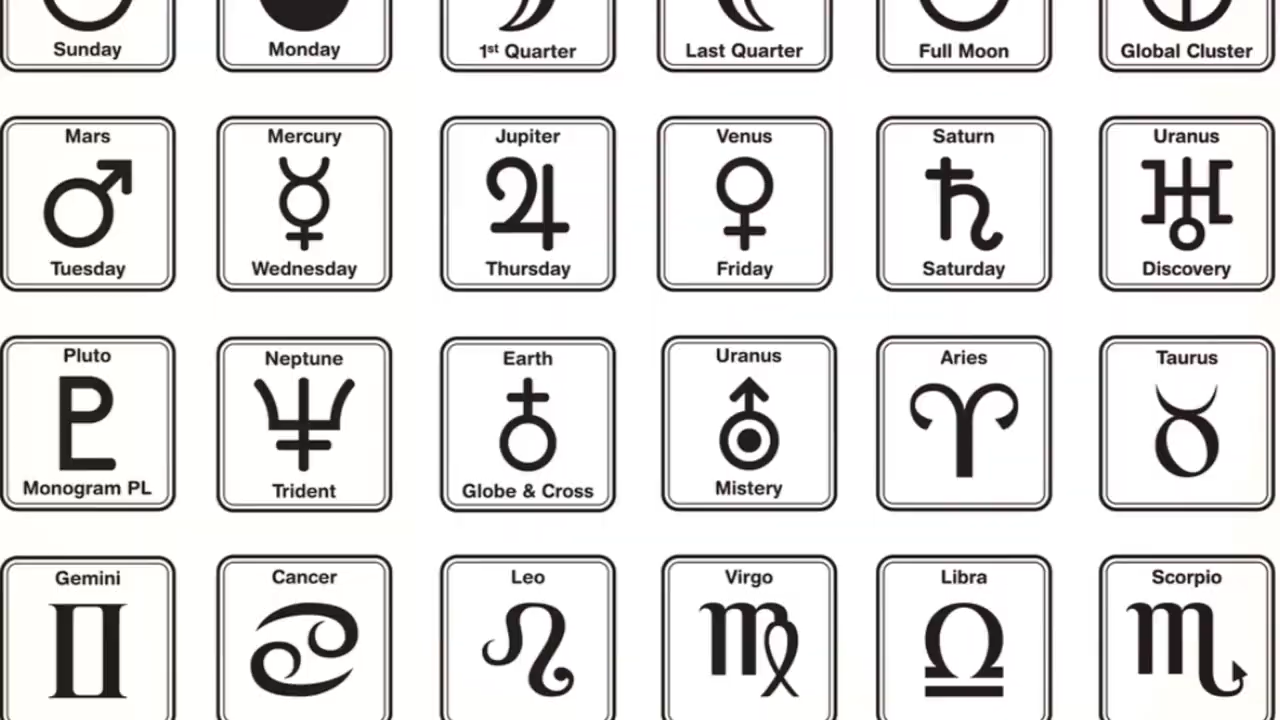 Sunday
Monday
1st Quarter
Last Quarter
Full Moon
Global Cluster
Mars
Tuesday
Mercury
Wednesday
Jupiter
Thursday
Venus
Friday
Saturn
Saturday
Uranus
Discovery
Pluto
Monogram PL
Neptune
Trident
Earth
Globe & Cross
Uranus
Mistery
Aries
Taurus
Gemini
Cancer
Leo
Virgo
Libra
Scorpio